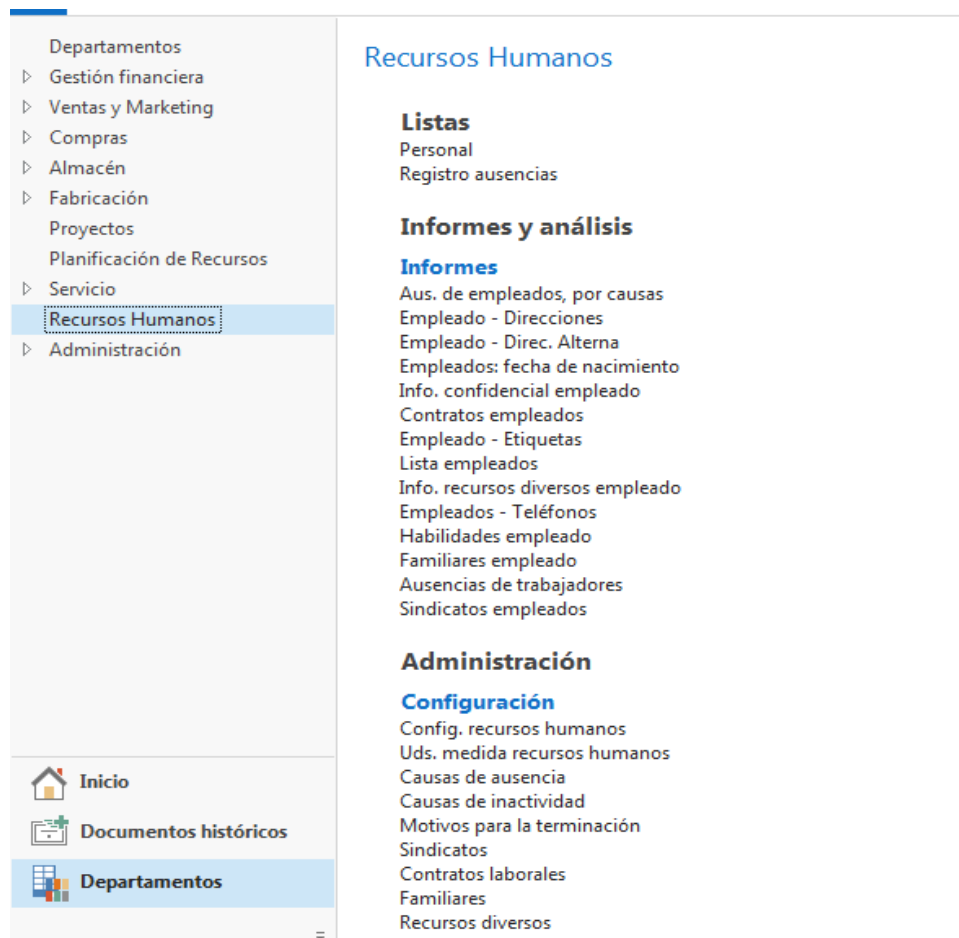 Departamentos
Gestión financiera
Ventas y Marketing
Compras
Almacén
Fabricación
Proyectos
Planificación de Recursos
Servicio
Recursos Humanos
Administración
Inicio
Documentos históricos
Departamentos
Recursos Humanos
Listas
Personal
Registro ausencias
Informes y análisis
Informes
Aus. de empleados, por causas
Empleado - Direcciones
Empleado - Direc. Alterna
Empleados: fecha de nacimiento
Info. confidencial empleado
Contratos empleados
Empleado - Etiquetas
Lista empleados
Info. recursos diversos empleado
Empleados - Teléfonos
Habilidades empleado
Familiares empleado
Ausencias de trabajadores
Sindicatos empleados
Administración
Configuración
Config. recursos humanos
Uds. medida recursos humanos
Causas de ausencia
Causas de inactividad
Motivos para la terminación
Sindicatos
Contratos laborales
Familiares
Recursos diversos